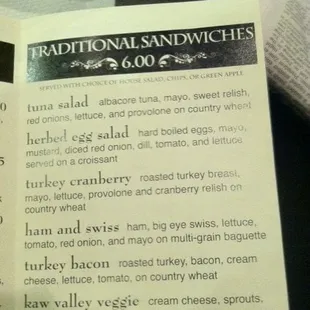 TRADITIONAL SANDWICHES
6.00
SERVED WITH CHOICE OF HOUSE SALAD, CHIPS, OR GREEN APPLE
tuna salad albacore tuna, mayo, sweet relish,
red onions, lettuce, and provolone on country wheat
herbed egg salad hard boiled eggs, mayo,
mustard, diced red onion, dill, tomato, and lettuce
served on a croissant
turkey cranberry roasted turkey breast,
mayo, lettuce, provolone and cranberry relish on
country wheat
ham and swiss ham, big eye swiss, lettuce,
tomato, red onion, and mayo on multi-grain baguette
turkey bacon roasted turkey, bacon, cream
cheese, lettuce, tomato, on country wheat
kaw valley veggie cream cheese, sprouts,